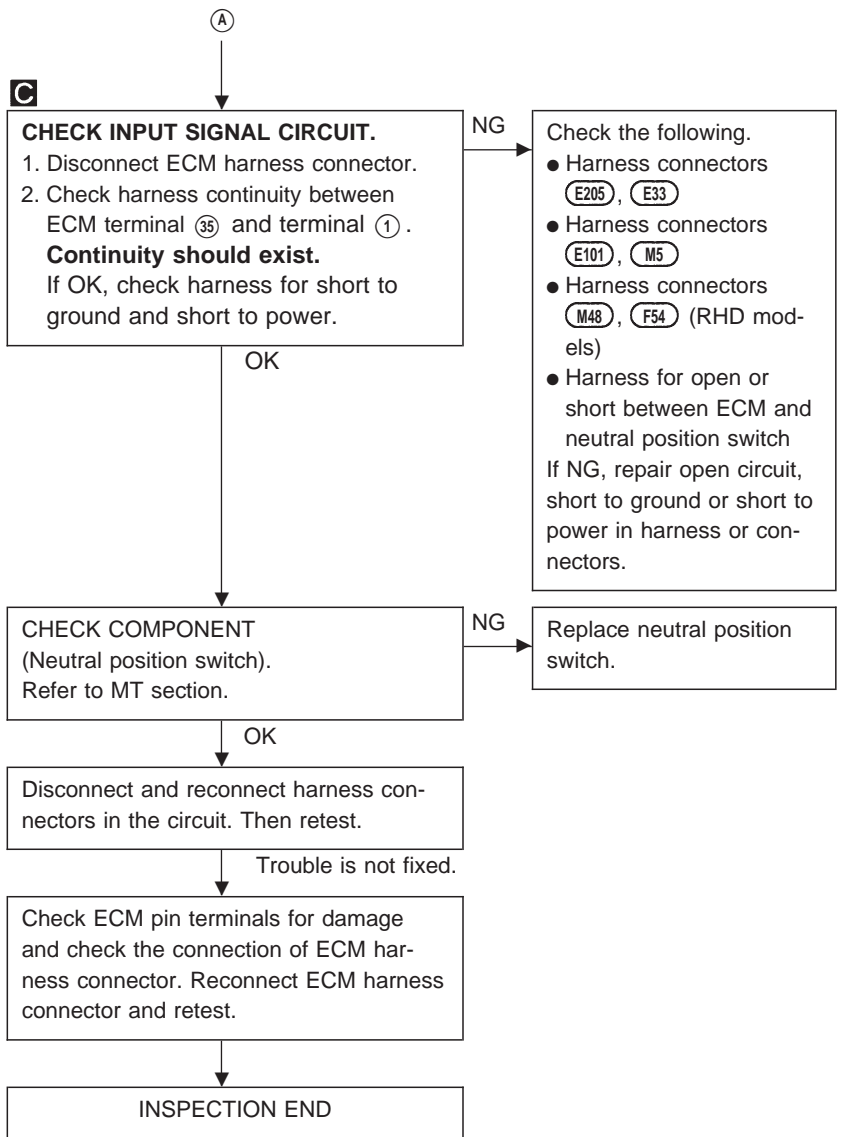 Ⓐ
C
CHECK INPUT SIGNAL CIRCUIT.
1. Disconnect ECM harness connector.
2. Check harness continuity between
ECM terminal ㉟ and terminal ① .
Continuity should exist.
If OK, check harness for short to
ground and short to power.
NG
Check the following.
● Harness connectors
E205 , E33
● Harness connectors
E101 , M5
● Harness connectors
M48 , F54 (RHD mod-
els)
● Harness for open or
short between ECM and
neutral position switch
If NG, repair open circuit,
short to ground or short to
power in harness or con-
nectors.
OK
CHECK COMPONENT
(Neutral position switch).
Refer to MT section.
NG
Replace neutral position
switch.
OK
Disconnect and reconnect harness con-
nectors in the circuit. Then retest.
Trouble is not fixed.
Check ECM pin terminals for damage
and check the connection of ECM har-
ness connector. Reconnect ECM harness
connector and retest.
INSPECTION END